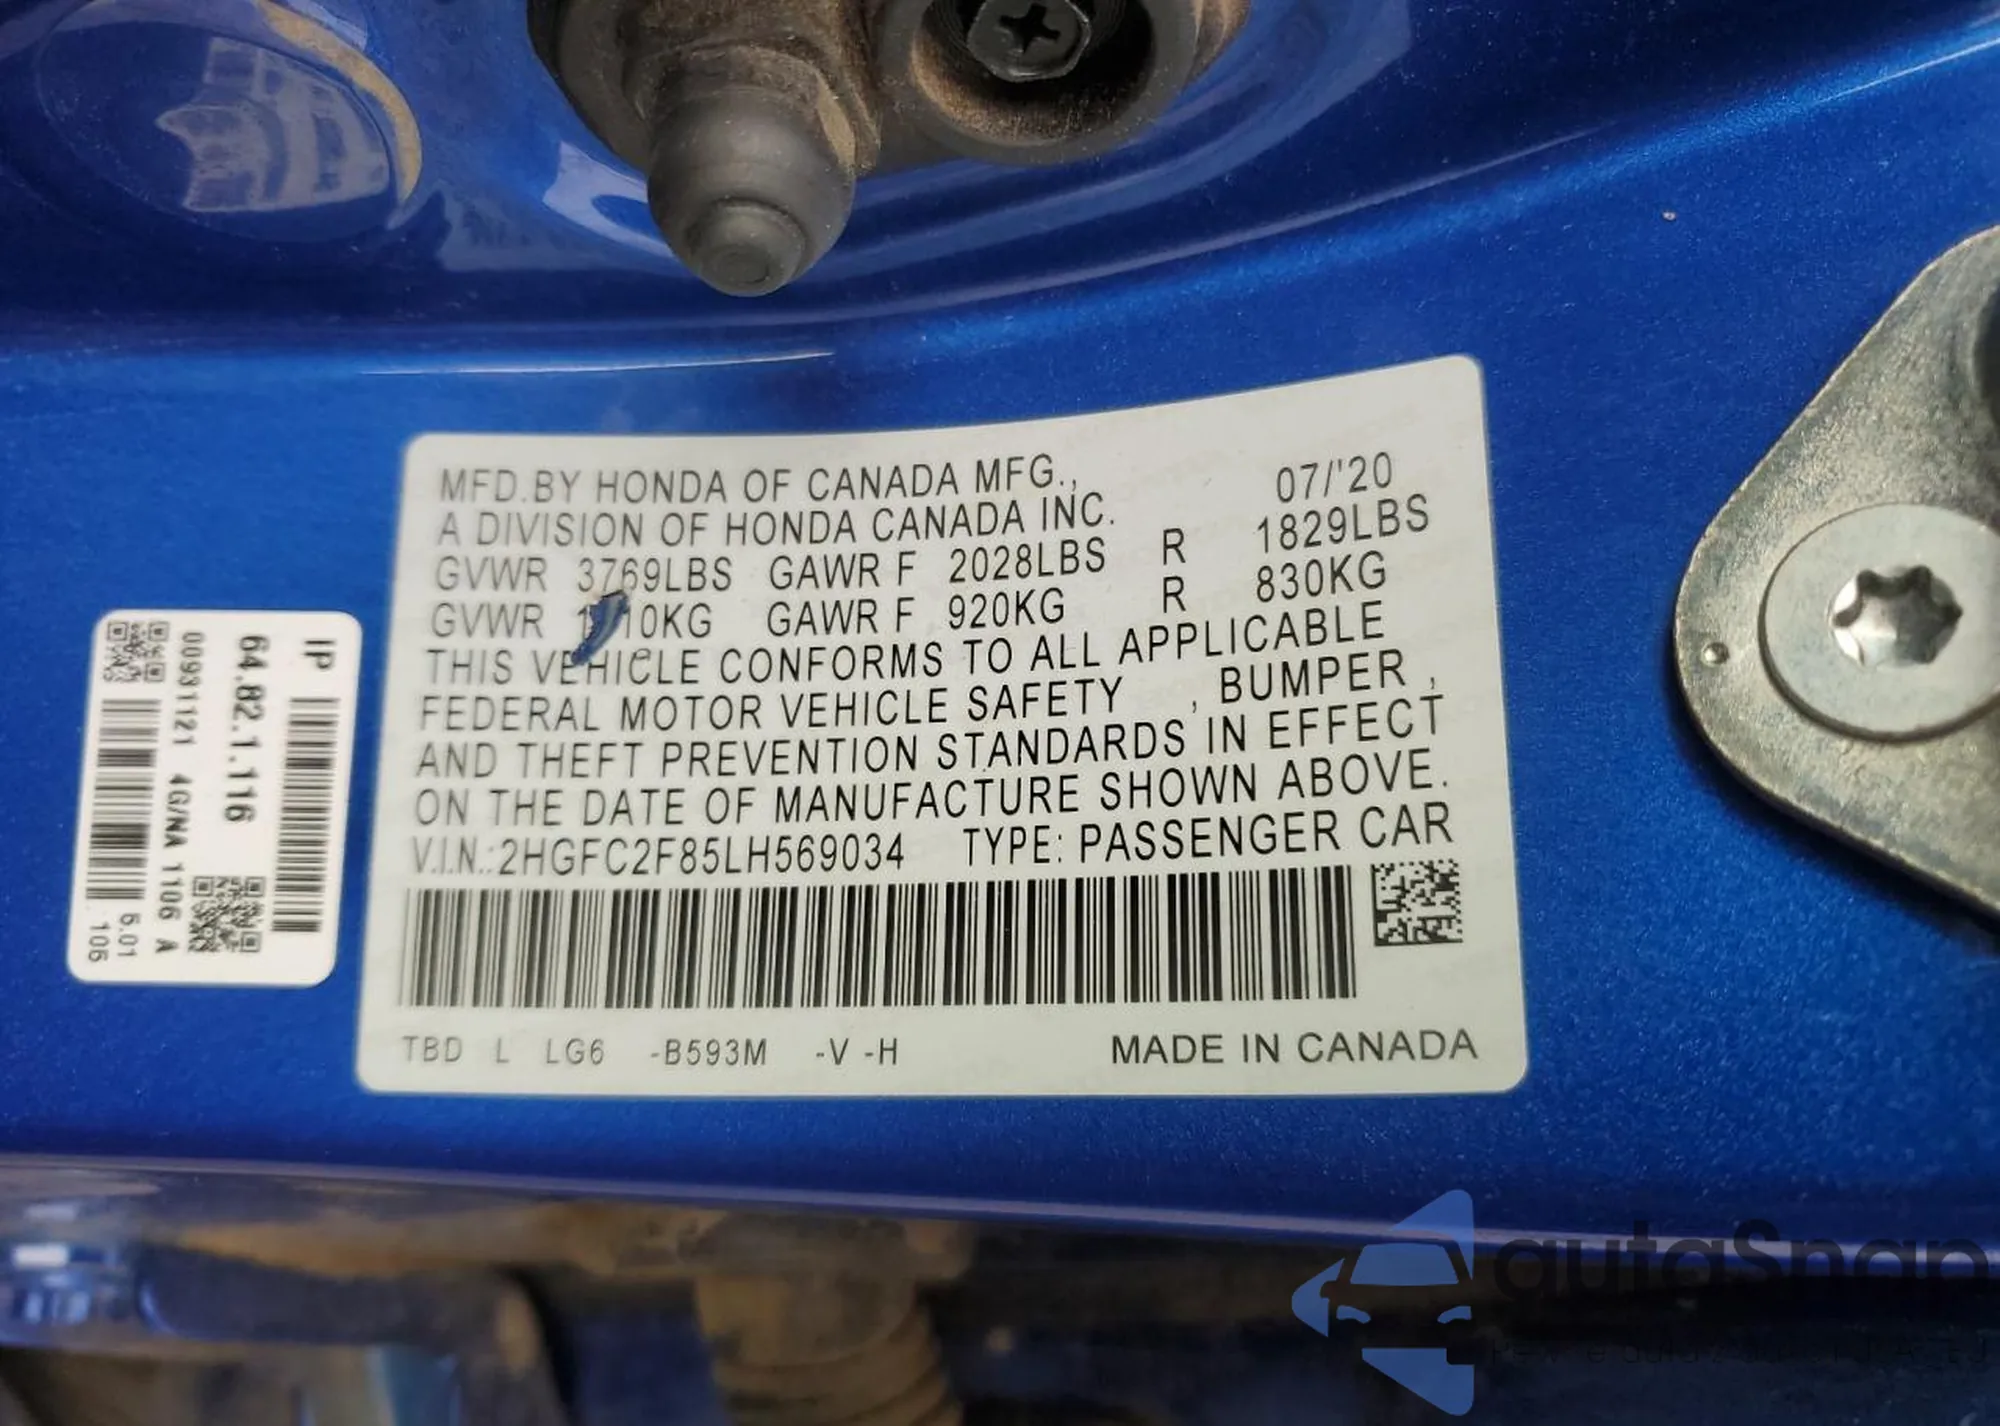 MFD.BY HONDA OF CANADA MFG., 07/'20
A DIVISION OF HONDA CANADA INC.
GVWR 3769LBS GAWR F 2028LBS R 1829LBS
GVWR GAWR F 920KG R 830KG
THIS VEHICLE CONFORMS TO ALL APPLICABLE
FEDERAL MOTOR VEHICLE SAFETY , BUMPER ,
AND THEFT PREVENTION STANDARDS IN EFFECT
ON THE DATE OF MANUFACTURE SHOWN ABOVE.
V.I.N.:2HGFC2F85LH569034 TYPE: PASSENGER CAR
TBD L LG6 -B593M -V -H MADE IN CANADA
IP
64.82.1.116
00931121 4G/NA 1106 A
6.01
106
autoSnap